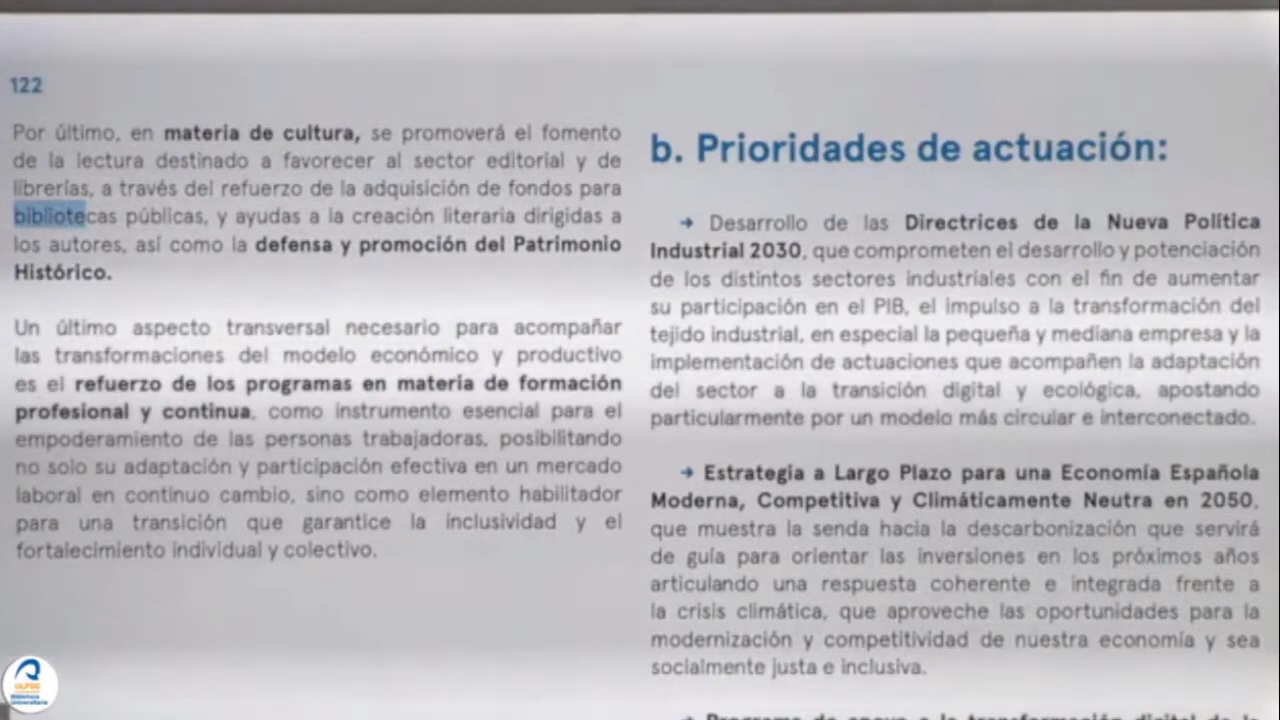 122
Por último, en materia de cultura, se promoverá el fomento
de la lectura destinado a favorecer al sector editorial y de
librerías, a través del refuerzo de la adquisición de fondos para
bibliotecas públicas, y ayudas a la creación literaria dirigidas a
los autores, así como la defensa y promoción del Patrimonio
Histórico.
Un último aspecto transversal necesario para acompañar
las transformaciones del modelo económico y productivo
es el refuerzo de los programas en materia de formación
profesional y continua, como instrumento esencial para el
empoderamiento de las personas trabajadoras, posibilitando
no solo su adaptación y participación efectiva en un mercado
laboral en continuo cambio, sino como elemento habilitador
para una transición que garantice la inclusividad y el
fortalecimiento individual y colectivo.
b. Prioridades de actuación:
→ Desarrollo de las Directrices de la Nueva Política
Industrial 2030, que comprometen el desarrollo y potenciación
de los distintos sectores industriales con el fin de aumentar
su participación en el PIB, el impulso a la transformación del
tejido industrial, en especial la pequeña y mediana empresa y la
implementación de actuaciones que acompañen la adaptación
del sector a la transición digital y ecológica, apostando
particularmente por un modelo más circular e interconectado.
→ Estrategia a Largo Plazo para una Economía Española
Moderna, Competitiva y Climáticamente Neutra en 2050,
que muestra la senda hacia la descarbonización que servirá
de guía para orientar las inversiones en los próximos años
articulando una respuesta coherente e integrada frente a
la crisis climática, que aproveche las oportunidades para la
modernización y competitividad de nuestra economía y sea
socialmente justa e inclusiva.
→ Programa de apoyo a la transformación digital de la
ULPGC
Biblioteca
Universitaria